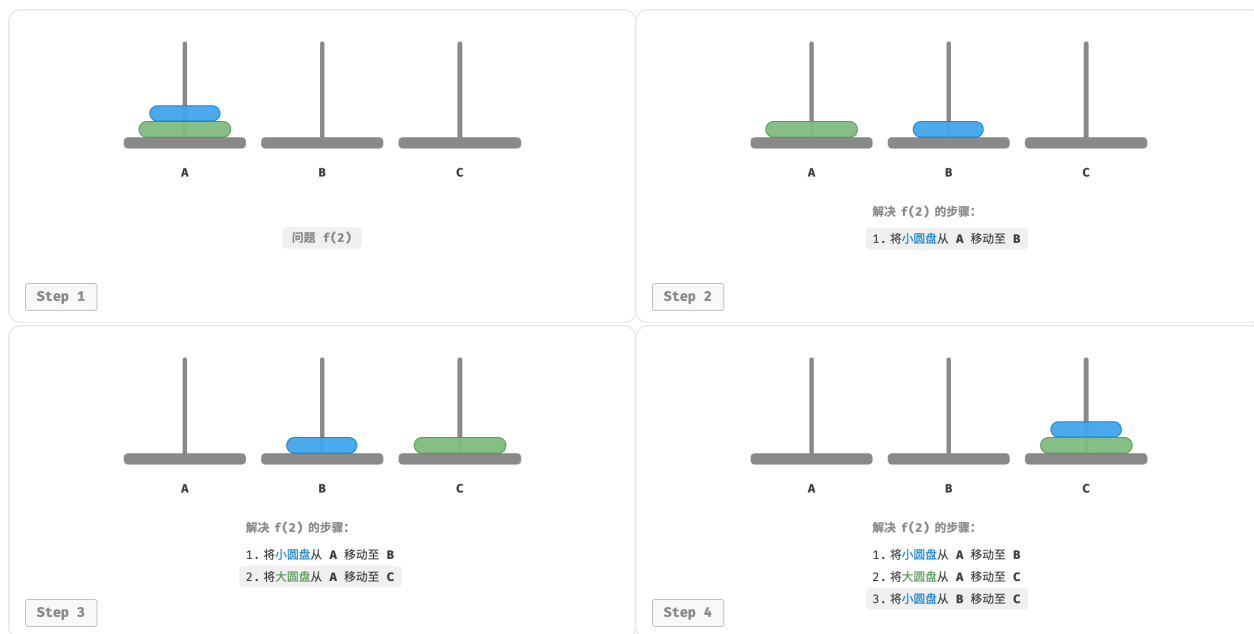 A B C
问题 f(2)
Step 1
A B C
解决 f(2) 的步骤：
1. 将小圆盘从 A 移动至 B
Step 2
A B C
解决 f(2) 的步骤：
1. 将小圆盘从 A 移动至 B
2. 将大圆盘从 A 移动至 C
Step 3
A B C
解决 f(2) 的步骤：
1. 将小圆盘从 A 移动至 B
2. 将大圆盘从 A 移动至 C
3. 将小圆盘从 B 移动至 C
Step 4